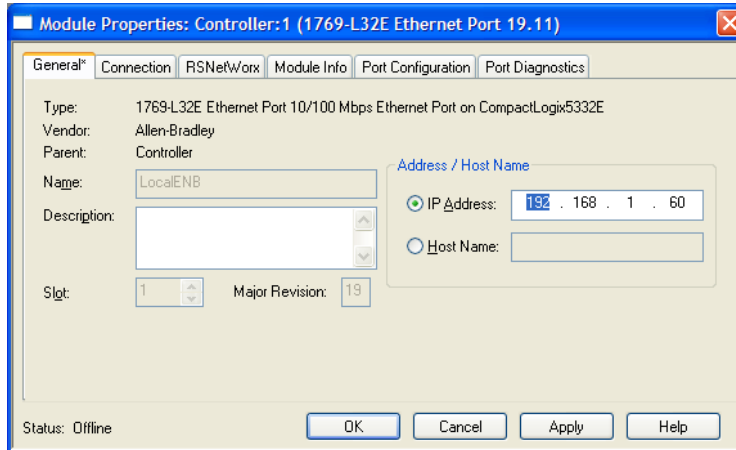 Module Properties: Controller:1 (1769-L32E Ethernet Port 19.11)
General* Connection RSNetWorx Module Info Port Configuration Port Diagnostics
Type: 1769-L32E Ethernet Port 10/100 Mbps Ethernet Port on CompactLogix5332E
Vendor: Allen-Bradley
Parent: Controller
Name: LocalENB
Description:
Slot: 1 Major Revision: 19
Address / Host Name
IP Address: 192 . 168 . 1 . 60
Host Name:
Status: Offline
OK Cancel Apply Help